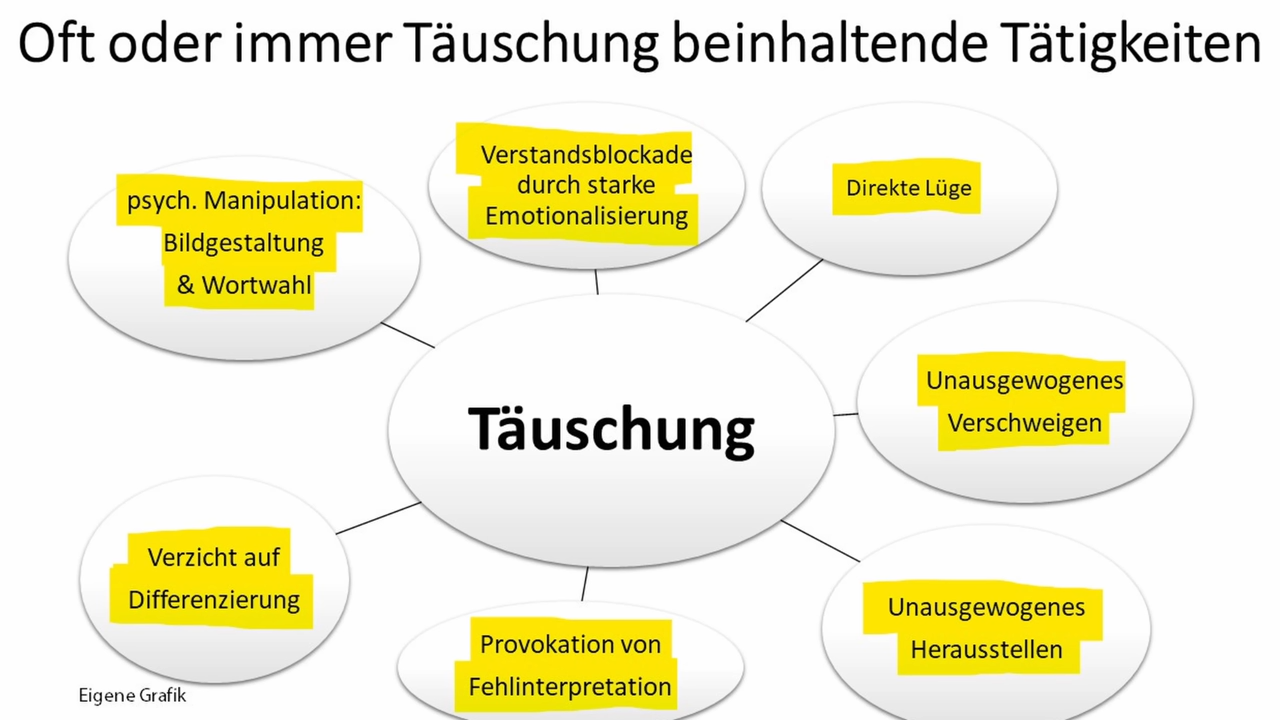 Oft oder immer Täuschung beinhaltende Tätigkeiten
psych. Manipulation:
Bildgestaltung
& Wortwahl
Verstandsblockade
durch starke
Emotionalisierung
Direkte Lüge
Unausgewogenes
Verschweigen
Täuschung
Verzicht auf
Differenzierung
Provokation von
Fehlinterpretation
Unausgewogenes
Herausstellen
Eigene Grafik